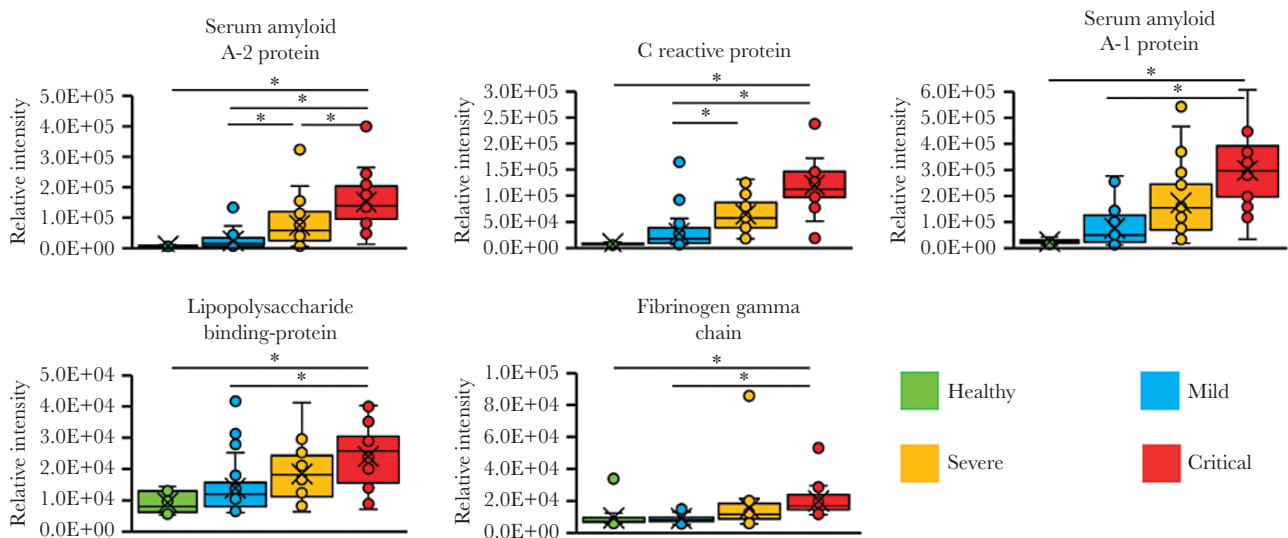 Serum amyloid
A-2 protein
Relative intensity
5.0E+05
4.0E+05
3.0E+05
2.0E+05
1.0E+05
0.0E+00
*
*
* *
C reactive protein
Relative intensity
3.0E+05
2.5E+05
2.0E+05
1.5E+05
1.0E+05
5.0E+04
0.0E+00
*
*
*
Serum amyloid
A-1 protein
Relative intensity
6.0E+05
5.0E+05
4.0E+05
3.0E+05
2.0E+05
1.0E+05
0.0E+00
*
*
Lipopolysaccharide
binding-protein
Relative intensity
5.0E+04
4.0E+04
3.0E+04
2.0E+04
1.0E+04
0.0E+00
*
*
Fibrinogen gamma
chain
Relative intensity
1.0E+05
8.0E+04
6.0E+04
4.0E+04
2.0E+04
0.0E+00
*
*
Healthy
Mild
Severe
Critical